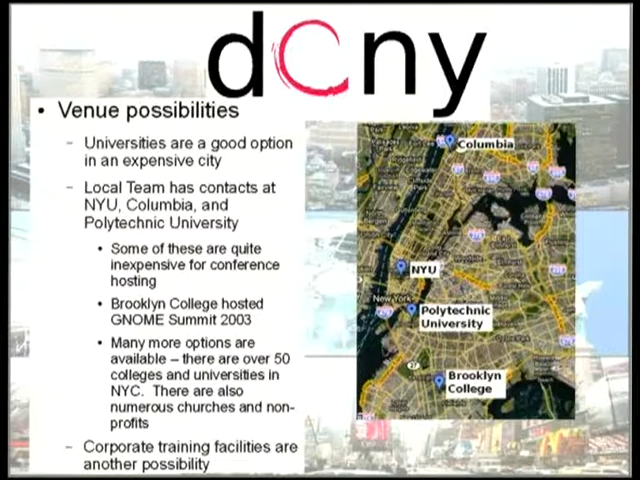 dCny
• Venue possibilities
– Universities are a good option
in an expensive city
– Local Team has contacts at
NYU, Columbia, and
Polytechnic University
• Some of these are quite
inexpensive for conference
hosting
• Brooklyn College hosted
GNOME Summit 2003
• Many more options are
available – there are over 50
colleges and universities in
NYC. There are also
numerous churches and non-
profits
– Corporate training facilities are
another possibility
Columbia
NYU
New York
Polytechnic
University
Brooklyn
College